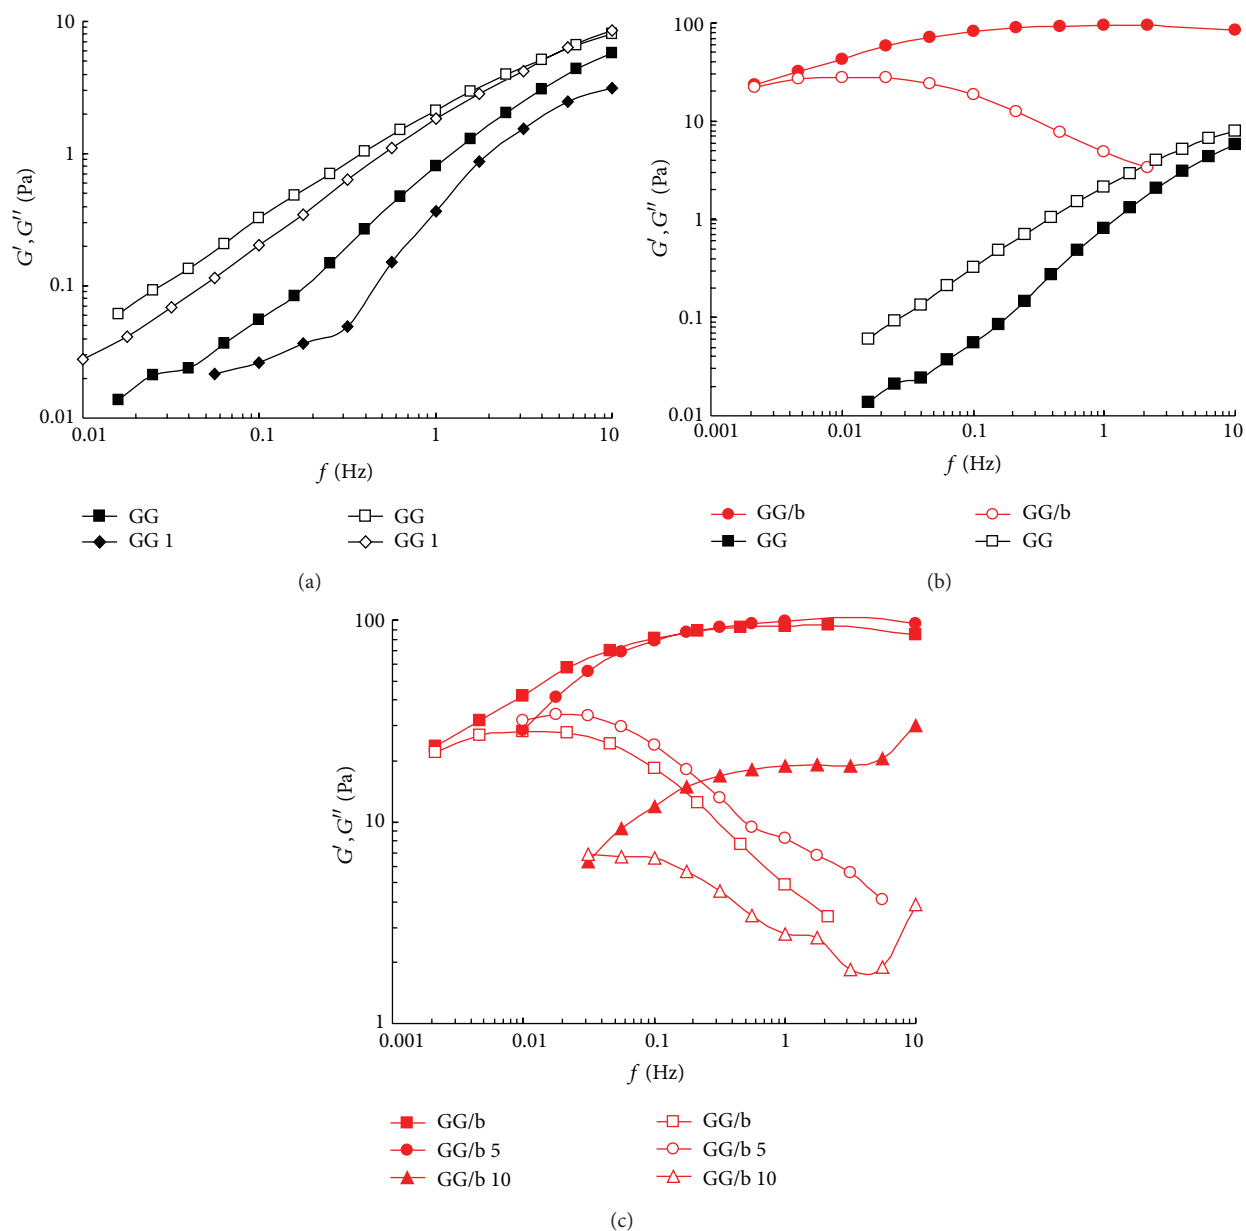 10
1
0.1
0.01
G′, G″ (Pa)
0.01 0.1 1 10
f (Hz)
GG GG
GG 1 GG 1
(a)
100
10
1
0.1
0.01
G′, G″ (Pa)
0.001 0.01 0.1 1 10
f (Hz)
GG/b GG/b
GG GG
(b)
100
10
1
G′, G″ (Pa)
0.001 0.01 0.1 1 10
f (Hz)
GG/b GG/b
GG/b 5 GG/b 5
GG/b 10 GG/b 10
(c)